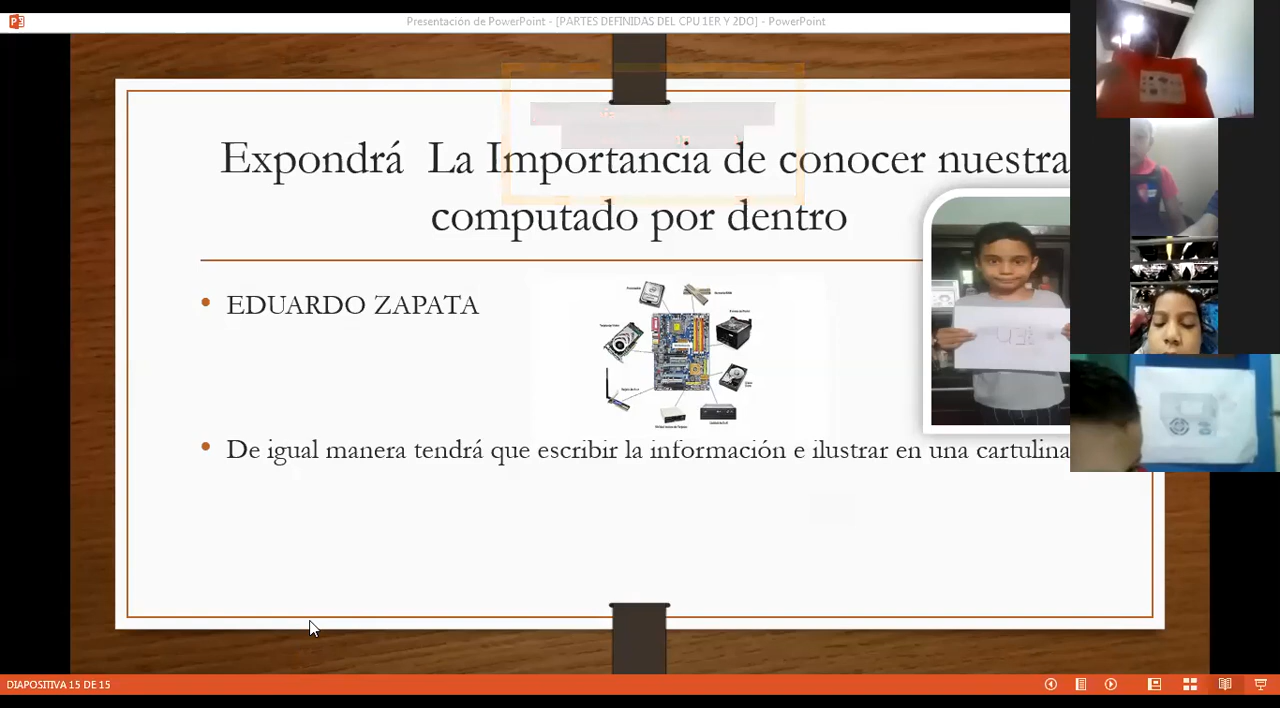 Presentación de PowerPoint - [PARTES DEFINIDAS DEL CPU 1ER Y 2DO] - PowerPoint
Expondrá La Importancia de conocer nuestra
computado por dentro
• EDUARDO ZAPATA
• De igual manera tendrá que escribir la información e ilustrar en una cartulina
DIAPOSITIVA 15 DE 15